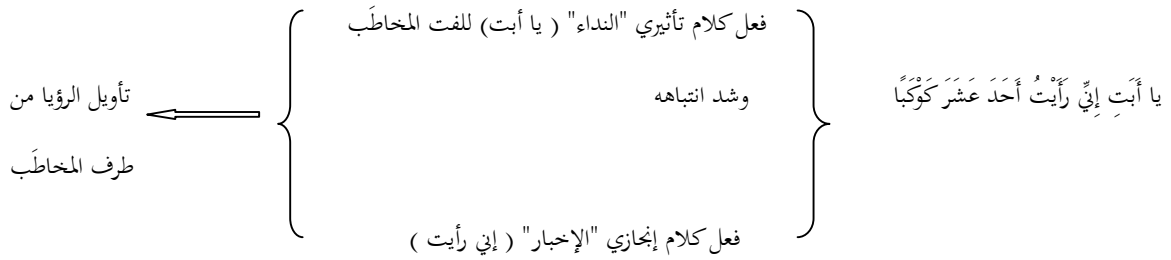 يا أَبَتِ إِنِّي رَأَيْتُ أَحَدَ عَشَرَ كَوْكَبًا
فعل كلام تأثيري "النداء" ( يا أبت) للفت المخاطَب
وشد انتباهه
فعل كلام إنجازي "الإخبار" ( إني رأيت )
تأويل الرؤيا من
طرف المخاطَب